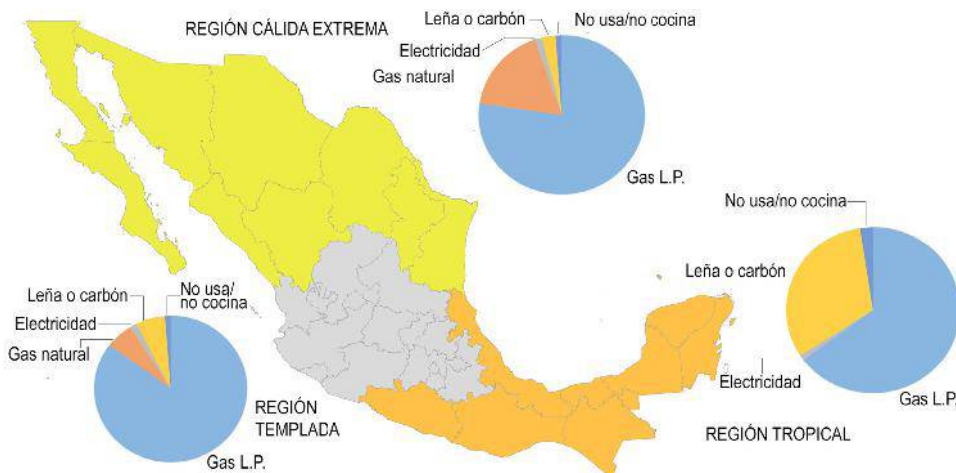 REGIÓN CÁLIDA EXTREMA
Leña o carbón
No usa/no cocina
Electricidad
Gas natural
Gas L.P.
No usa/no cocina
Leña o carbón
Electricidad
Gas L.P.
REGIÓN TROPICAL
No usa/
no cocina
Leña o carbón
Electricidad
Gas natural
REGIÓN
TEMPLADA
Gas L.P.